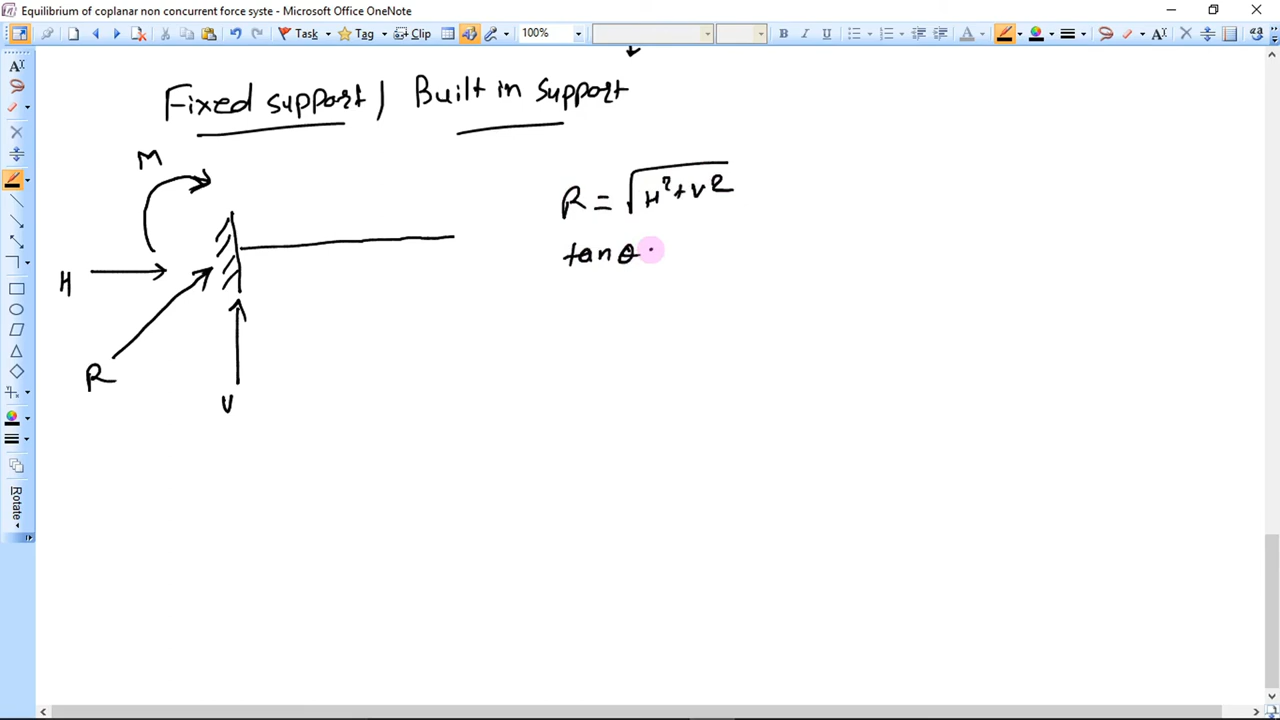 Equilibrium of coplanar non concurrent force syste - Microsoft Office OneNote
Task Tag Clip 100% B I U A
Fixed support / Built in support
M
R = √H²+V²
tanθ
H
R
V
Rotate